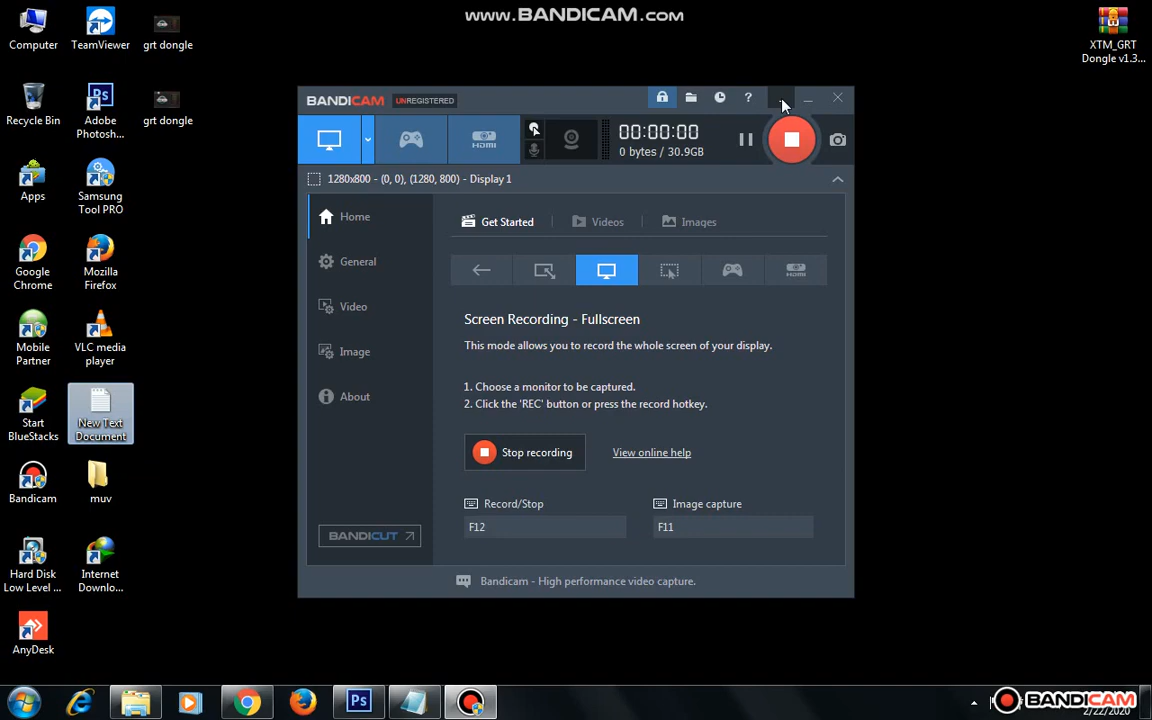 www.BANDICAM.com
Computer
TeamViewer
grt dongle
XTM_GRT
Dongle v1.3...
Recycle Bin
Adobe
Photosh...
grt dongle
Apps
Samsung
Tool PRO
Google
Chrome
Mozilla
Firefox
Mobile
Partner
VLC media
player
Start
BlueStacks
New Text
Document
Bandicam
muv
Hard Disk
Low Level ...
Internet
Downlo...
AnyDesk
BANDICAM UNREGISTERED
?
HDMI
00:00:00
0 bytes / 30.9GB
1280x800 - (0, 0), (1280, 800) - Display 1
Home
General
Video
Image
About
BANDICUT
Get Started
Videos
Images
HDMI
Screen Recording - Fullscreen
This mode allows you to record the whole screen of your display.
1. Choose a monitor to be captured.
2. Click the 'REC' button or press the record hotkey.
Stop recording
View online help
Record/Stop
Image capture
F12
F11
Bandicam - High performance video capture.
Ps
BANDICAM
2/22/2020